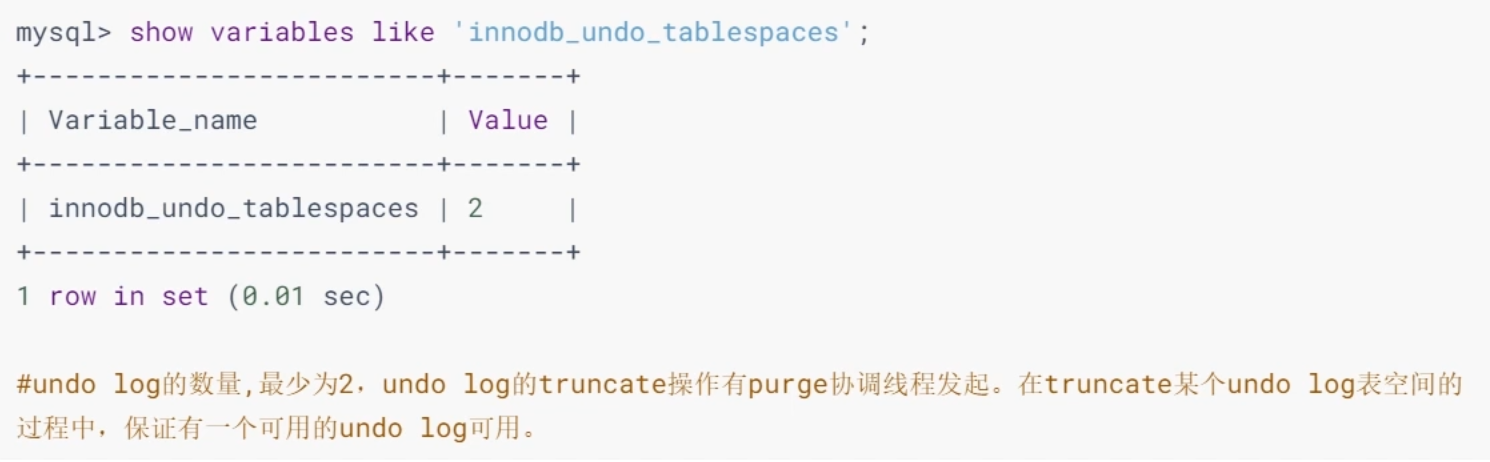 mysql> show variables like 'innodb_undo_tablespaces';
+-------------------------+-------+
| Variable_name           | Value |
+-------------------------+-------+
| innodb_undo_tablespaces | 2     |
+-------------------------+-------+
1 row in set (0.01 sec)
#undo log的数量,最少为2，undo log的truncate操作有purge协调线程发起。在truncate某个undo log表空间的
过程中，保证有一个可用的undo log可用。